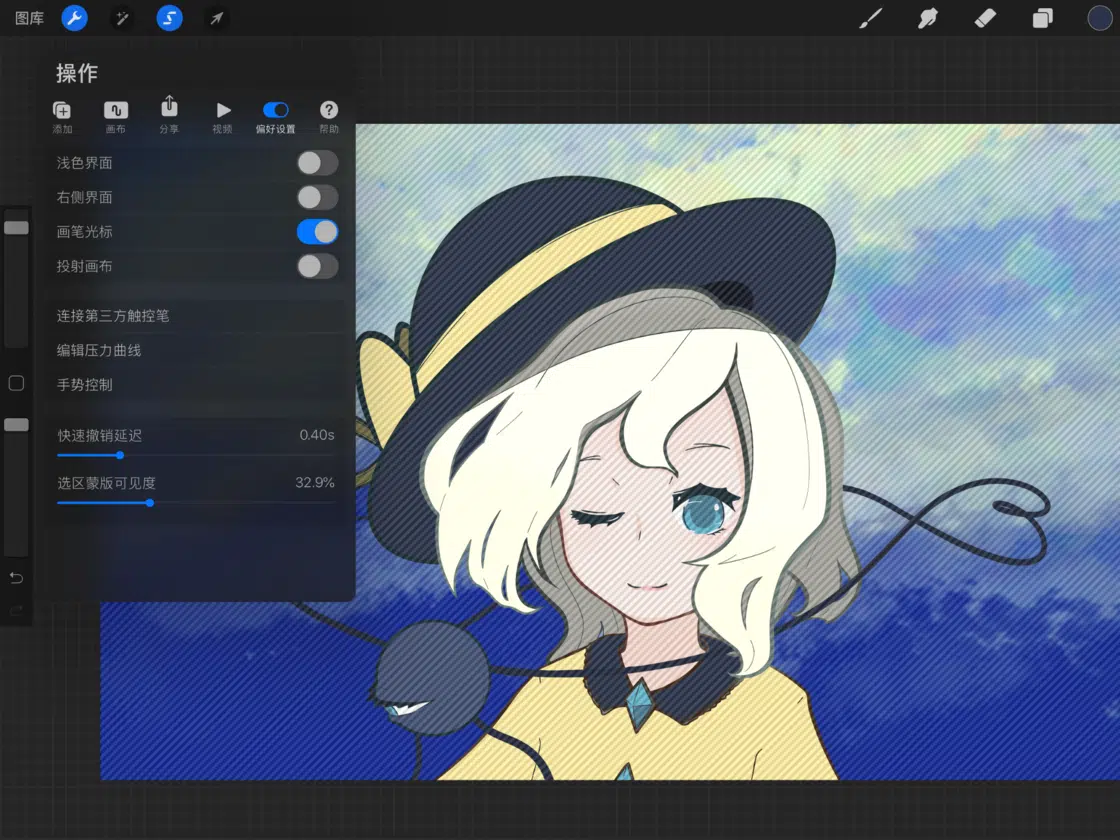 图库
操作
添加 画布 分享 视频 偏好设置 帮助
浅色界面
右侧界面
画笔光标
投射画布
连接第三方触控笔
编辑压力曲线
手势控制
快速撤销延迟 0.40s
选区蒙版可见度 32.9%